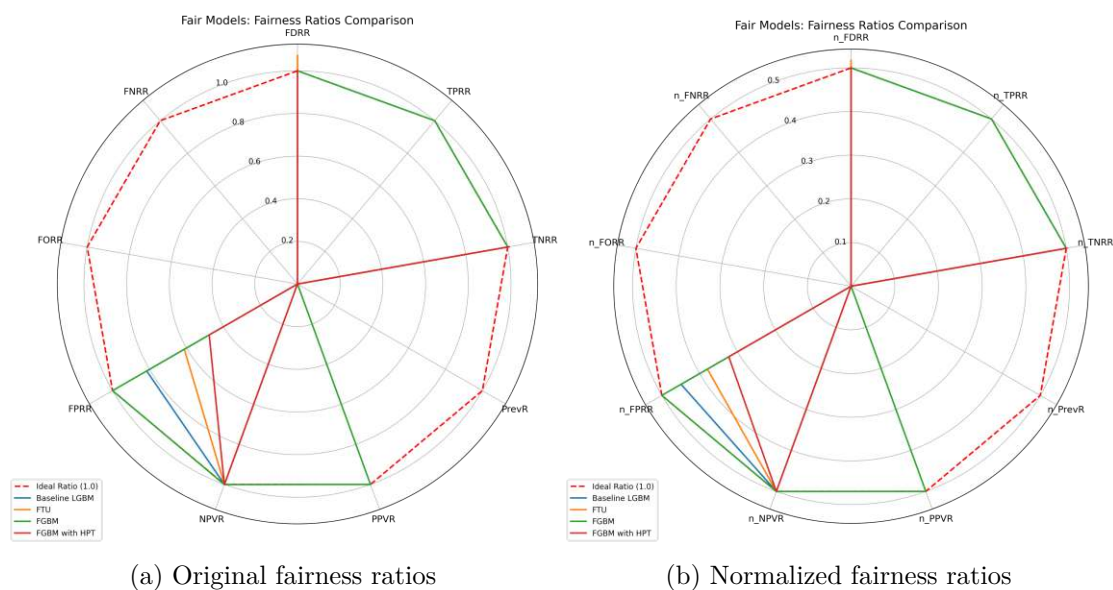 Fair Models: Fairness Ratios Comparison
FDRR
TPRR
TNRR
PrevR
PPVR
NPVR
FPRR
FORR
FNRR
1.0
0.8
0.6
0.4
0.2
Ideal Ratio (1.0)
Baseline LGBM
FTU
FGBM
FGBM with HPT
(a) Original fairness ratios
Fair Models: Fairness Ratios Comparison
n_FDRR
n_TPRR
n_TNRR
n_PrevR
n_PPVR
n_NPVR
n_FPRR
n_FORR
n_FNRR
0.5
0.4
0.3
0.2
0.1
Ideal Ratio (1.0)
Baseline LGBM
FTU
FGBM
FGBM with HPT
(b) Normalized fairness ratios